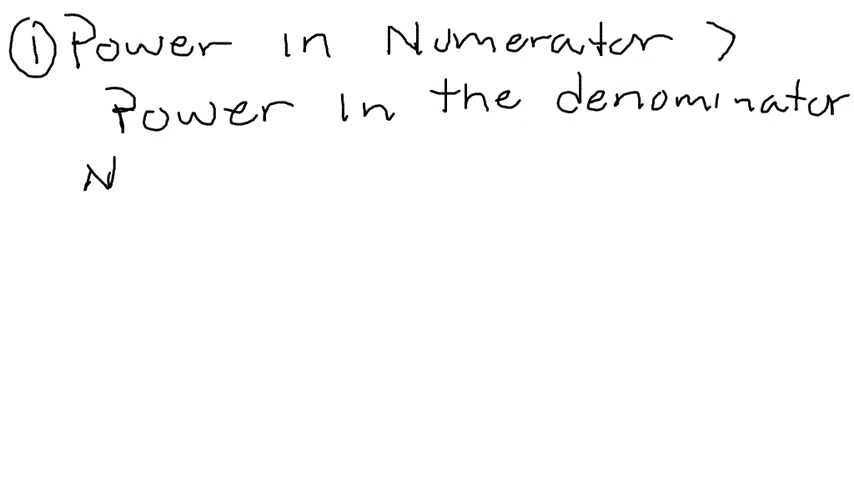 ① Power in Numerator >
Power in the denominator
N